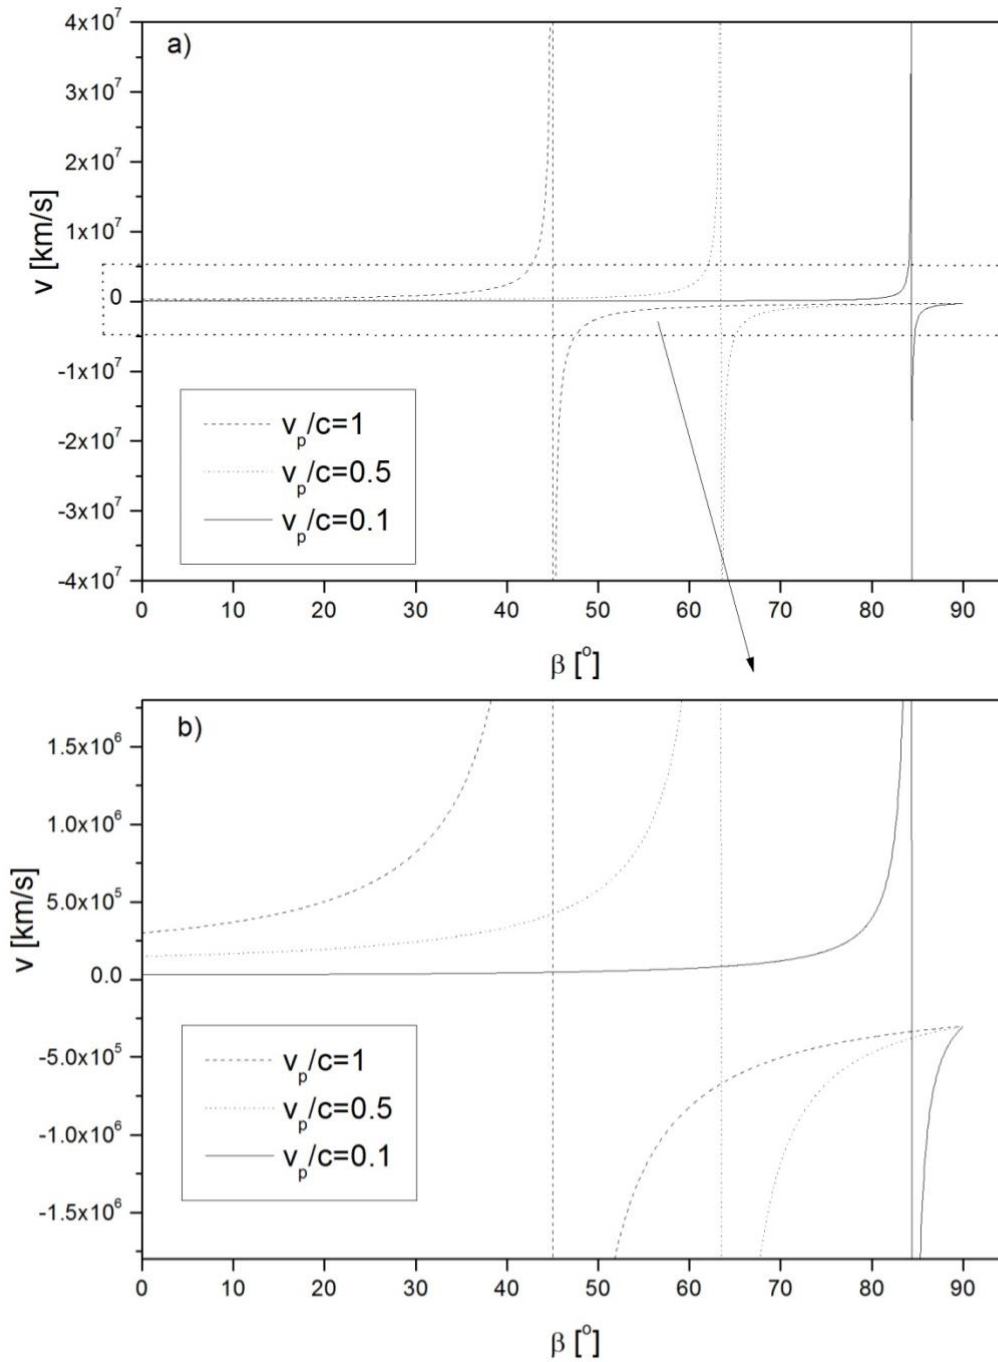 a)
v [km/s]
4x10⁷
3x10⁷
2x10⁷
1x10⁷
0
-1x10⁷
-2x10⁷
-3x10⁷
-4x10⁷
vₚ/c=1
vₚ/c=0.5
vₚ/c=0.1
0 10 20 30 40 50 60 70 80 90
β [°]
b)
v [km/s]
1.5x10⁶
1.0x10⁶
5.0x10⁵
0.0
-5.0x10⁵
-1.0x10⁶
-1.5x10⁶
vₚ/c=1
vₚ/c=0.5
vₚ/c=0.1
0 10 20 30 40 50 60 70 80 90
β [°]